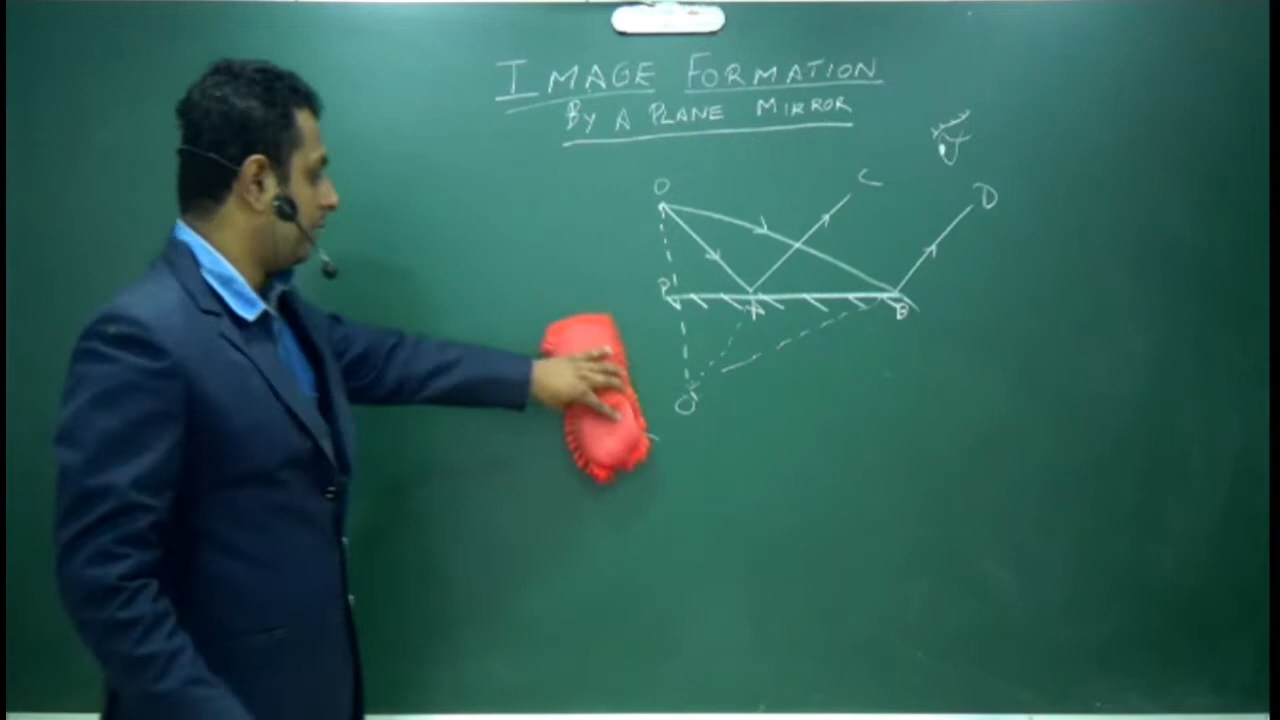 IMAGE FORMATION
BY A PLANE MIRROR
O
C
D
P'
A
B
O'